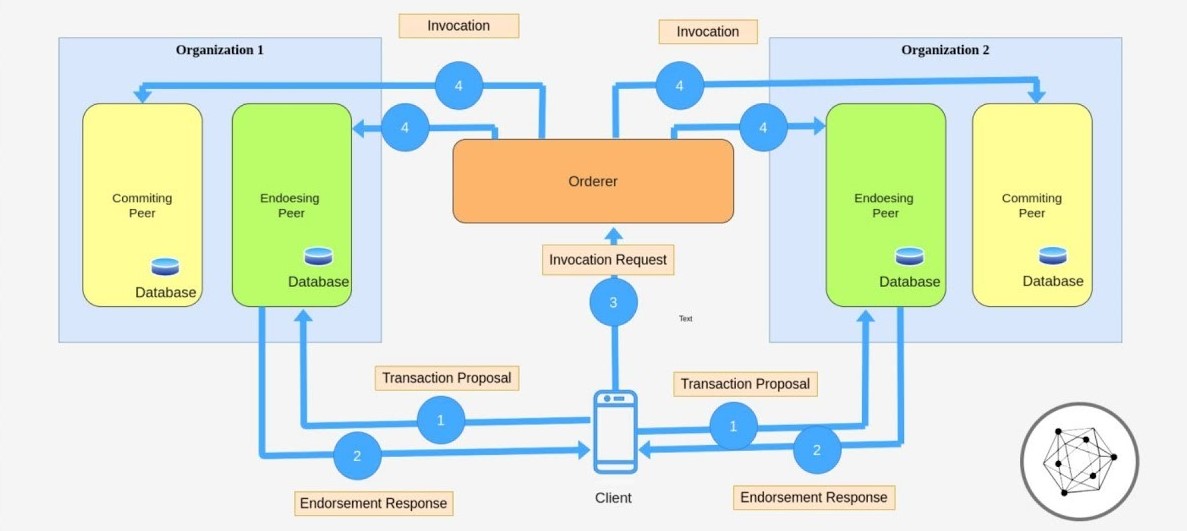 Invocation
Invocation
Organization 1
Organization 2
4
4
4
4
Orderer
Commiting
Peer
Endoesing
Peer
Endoesing
Peer
Commiting
Peer
Database
Database
Database
Database
Invocation Request
3
Text
Transaction Proposal
Transaction Proposal
1
1
2
2
Endorsement Response
Client
Endorsement Response